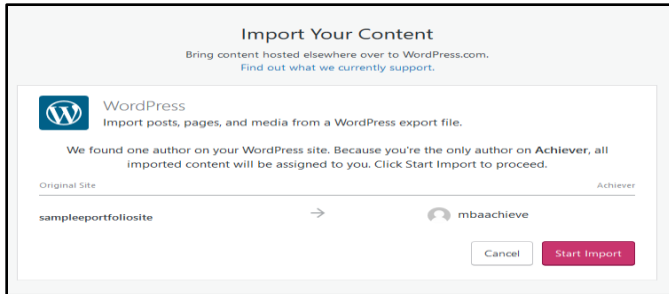 Import Your Content
Bring content hosted elsewhere over to WordPress.com.
Find out what we currently support.
WordPress
Import posts, pages, and media from a WordPress export file.
We found one author on your WordPress site. Because you're the only author on Achiever, all
imported content will be assigned to you. Click Start Import to proceed.
Original Site Achiever
sampleeportfoliosite → mbaachieve
Cancel Start Import